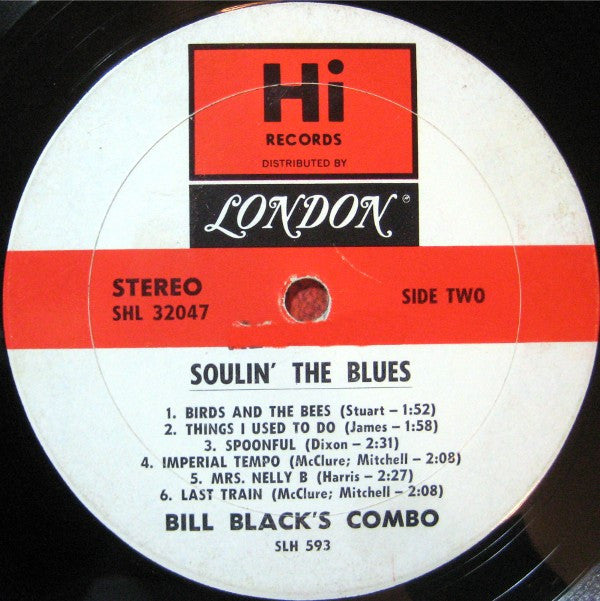 Hi
RECORDS
DISTRIBUTED BY
LONDON®
STEREO
SHL 32047
SIDE TWO
SOULIN' THE BLUES
1. BIRDS AND THE BEES (Stuart – 1:52)
2. THINGS I USED TO DO (James – 1:58)
3. SPOONFUL (Dixon – 2:31)
4. IMPERIAL TEMPO (McClure; Mitchell – 2:08)
5. MRS. NELLY B (Harris – 2:27)
6. LAST TRAIN (McClure; Mitchell – 2:08)
BILL BLACK'S COMBO
SLH 593